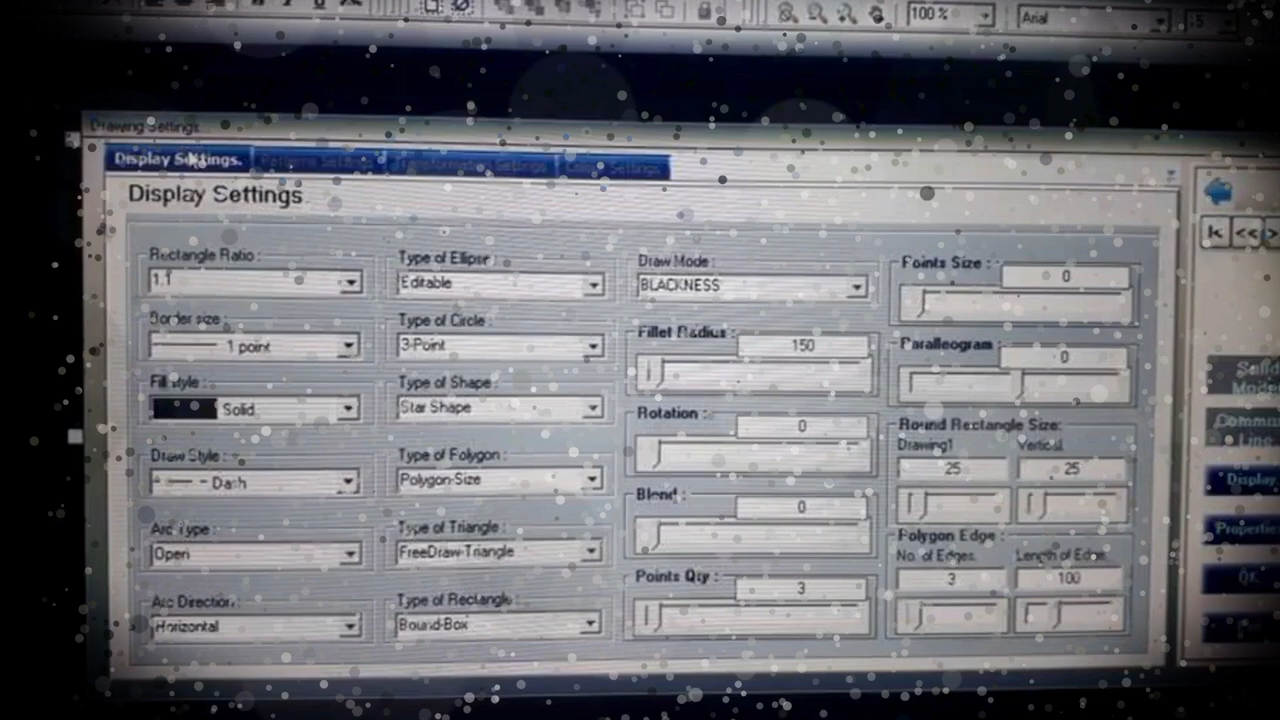 100 %
Arial
Drawing Settings
Display Settings.
Settings
Display Settings
Rectangle Ratio :
1.1
Border size :
1 point
Fill style :
Solid
Draw Style :
Dash
Arc Type :
Open
Arc Direction :
Horizontal
Type of Ellipse :
Editable
Type of Circle :
3-Point
Type of Shape :
Star Shape
Type of Polygon :
Polygon-Size
Type of Triangle :
FreeDraw-Triangle
Type of Rectangle :
Bound-Box
Draw Mode :
BLACKNESS
Fillet Radius :
150
Rotation :
0
Blend :
0
Points Qty :
3
Points Size :
0
Paralleogram :
0
Round Rectangle Size:
Drawing1 Vertical
25 25
Polygon Edge :
No. of Edges. Length of Edge.
3 100
Solid
Line
Display